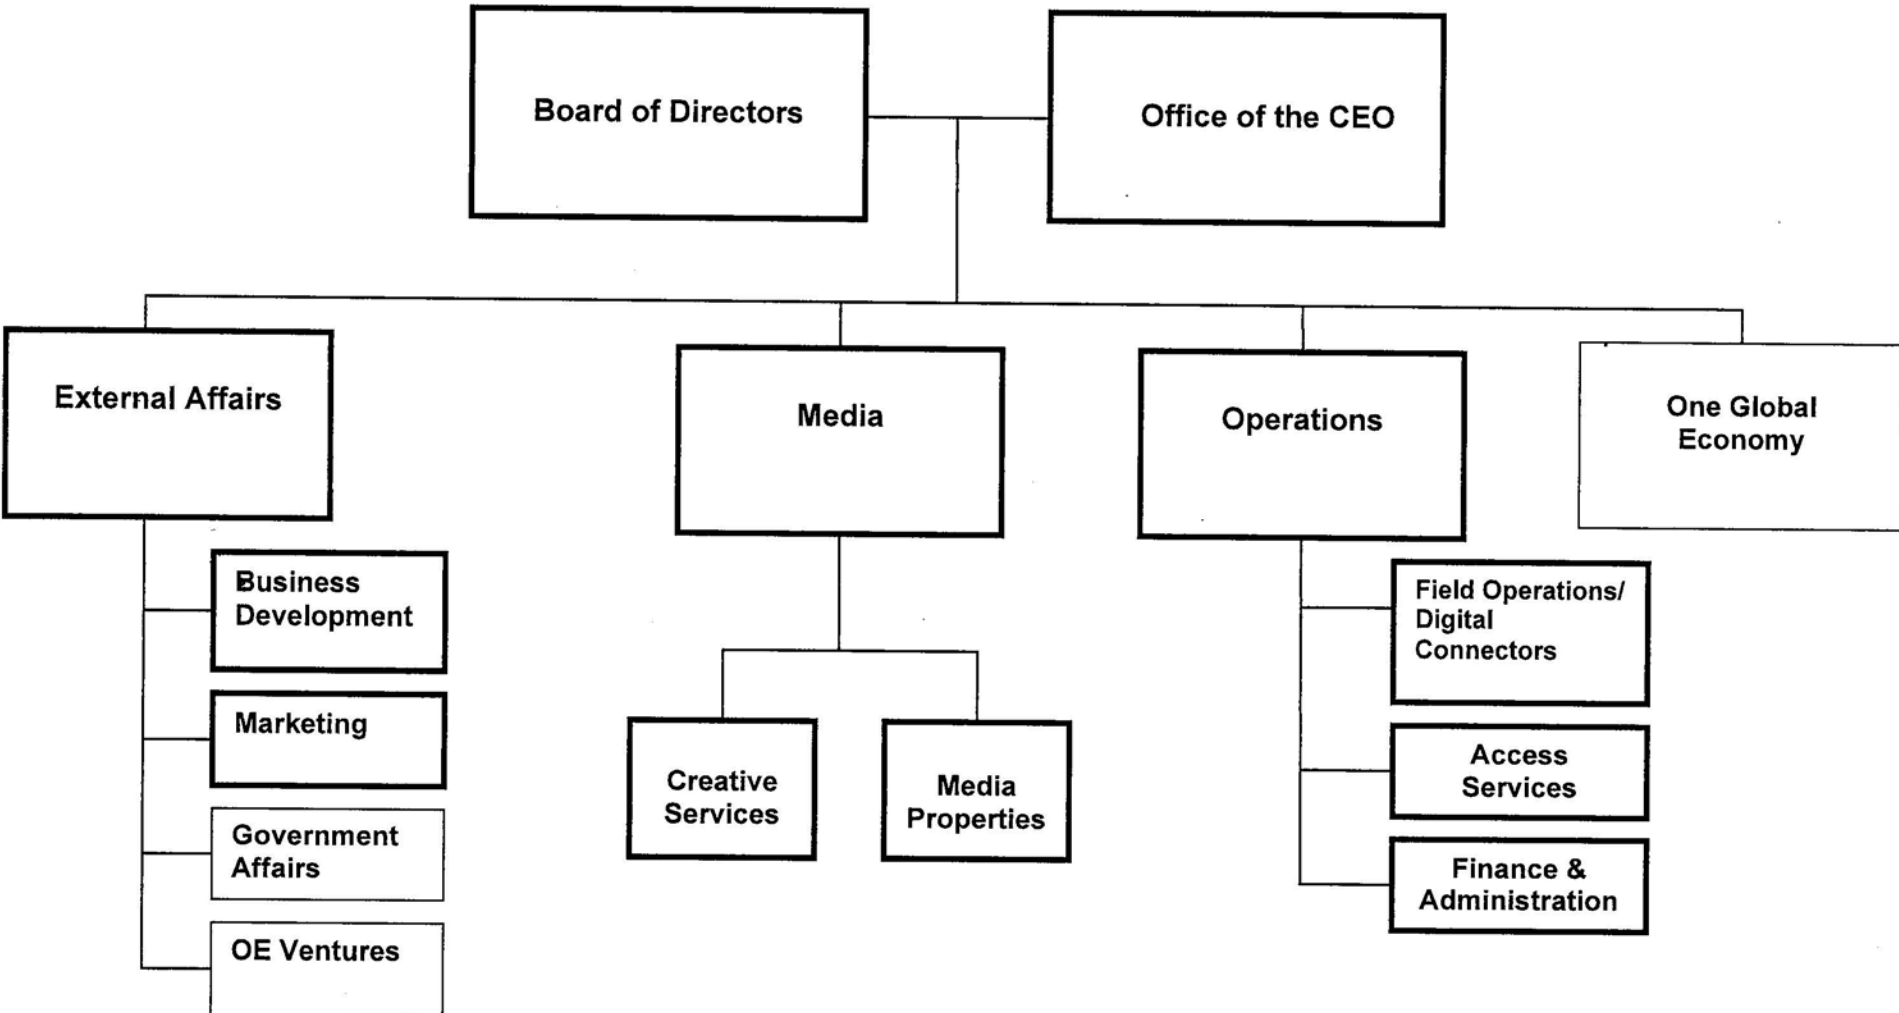 Board of Directors
Office of the CEO
External Affairs
Media
Operations
One Global
Economy
Business
Development
Marketing
Government
Affairs
OE Ventures
Creative
Services
Media
Properties
Field Operations/
Digital
Connectors
Access
Services
Finance &
Administration